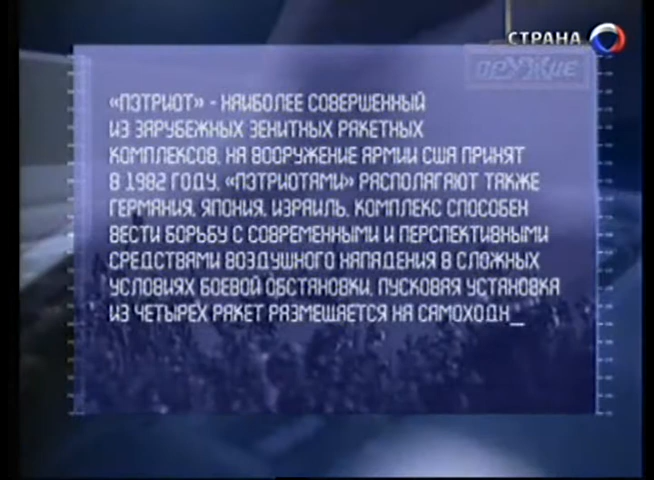 СТРАНА
ОРУЖИЕ
«ПЭТРИОТ» - НАИБОЛЕЕ СОВЕРШЕННЫЙ
ИЗ ЗАРУБЕЖНЫХ ЗЕНИТНЫХ РАКЕТНЫХ
КОМПЛЕКСОВ. НА ВООРУЖЕНИЕ АРМИИ США ПРИНЯТ
В 1982 ГОДУ. «ПЭТРИОТАМИ» РАСПОЛАГАЮТ ТАКЖЕ
ГЕРМАНИЯ, ЯПОНИЯ, ИЗРАИЛЬ. КОМПЛЕКС СПОСОБЕН
ВЕСТИ БОРЬБУ С СОВРЕМЕННЫМИ И ПЕРСПЕКТИВНЫМИ
СРЕДСТВАМИ ВОЗДУШНОГО НАПАДЕНИЯ В СЛОЖНЫХ
УСЛОВИЯХ БОЕВОЙ ОБСТАНОВКИ. ПУСКОВАЯ УСТАНОВКА
ИЗ ЧЕТЫРЕХ РАКЕТ РАЗМЕЩАЕТСЯ НА САМОХОДН_